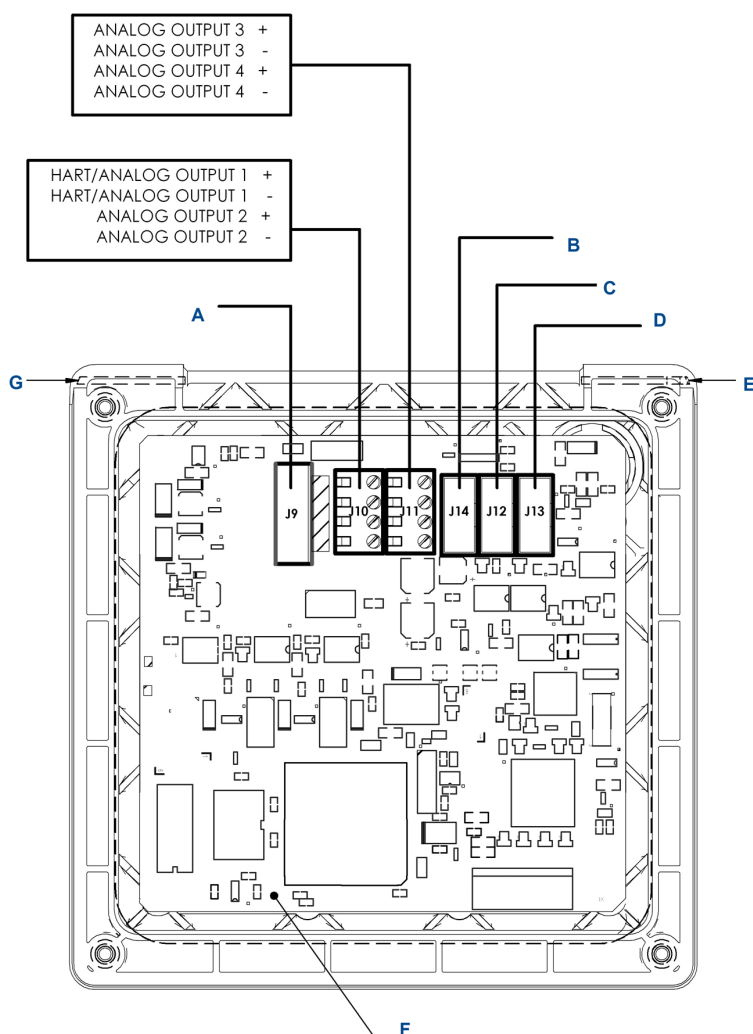 ANALOG OUTPUT 3 +
ANALOG OUTPUT 3 -
ANALOG OUTPUT 4 +
ANALOG OUTPUT 4 -
HART/ANALOG OUTPUT 1 +
HART/ANALOG OUTPUT 1 -
ANALOG OUTPUT 2 +
ANALOG OUTPUT 2 -
B
C
A
D
G
E
J9
J10
J11
J14
J12
J13
F